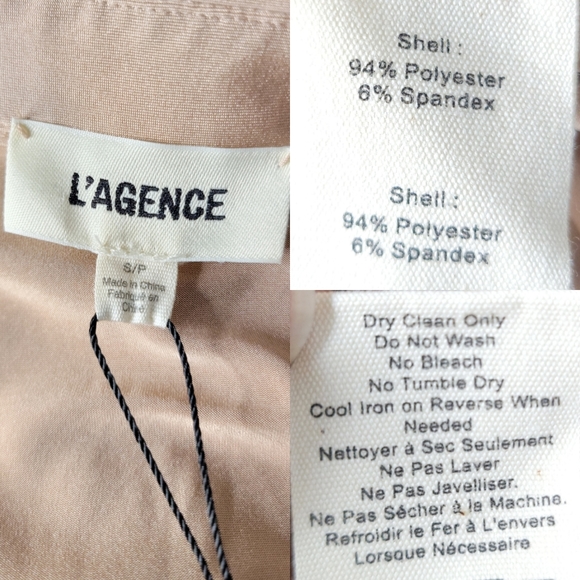 L'AGENCE
S/P
Made in China
Fabriqué en
Chine
Shell :
94% Polyester
6% Spandex
Shell :
94% Polyester
6% Spandex
Dry Clean Only
Do Not Wash
No Bleach
No Tumble Dry
Cool Iron on Reverse When
Needed
Nettoyer à Sec Seulement
Ne Pas Laver
Ne Pas Javelliser.
Ne Pas Sécher à la Machine.
Refroidir le Fer à L'envers
Lorsque Nécessaire